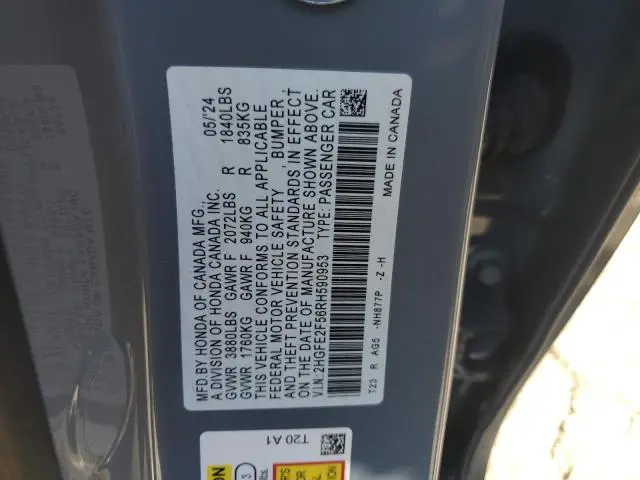 MFD.BY HONDA OF CANADA MFG., 05/'24
A DIVISION OF HONDA CANADA INC.
GVWR 3880LBS GAWR F 2072LBS R 1840LBS
GVWR 1760KG GAWR F 940KG R 835KG
THIS VEHICLE CONFORMS TO ALL APPLICABLE
FEDERAL MOTOR VEHICLE SAFETY , BUMPER ,
AND THEFT PREVENTION STANDARDS IN EFFECT
ON THE DATE OF MANUFACTURE SHOWN ABOVE.
V.I.N:2HGFE2F56RH590953 TYPE:PASSENGER CAR
T23 R AG5 -NH877P -Z -H MADE IN CANADA
T20 A1